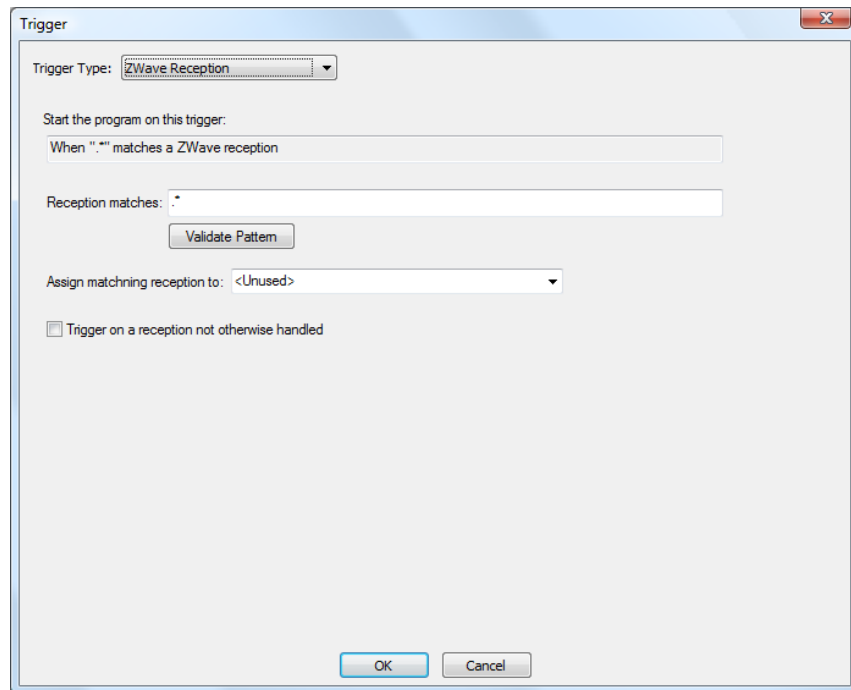 Trigger
Trigger Type: ZWave Reception
Start the program on this trigger:
When ".*" matches a ZWave reception
Reception matches: .*
Validate Pattern
Assign matchning reception to: <Unused>
Trigger on a reception not otherwise handled
OK Cancel